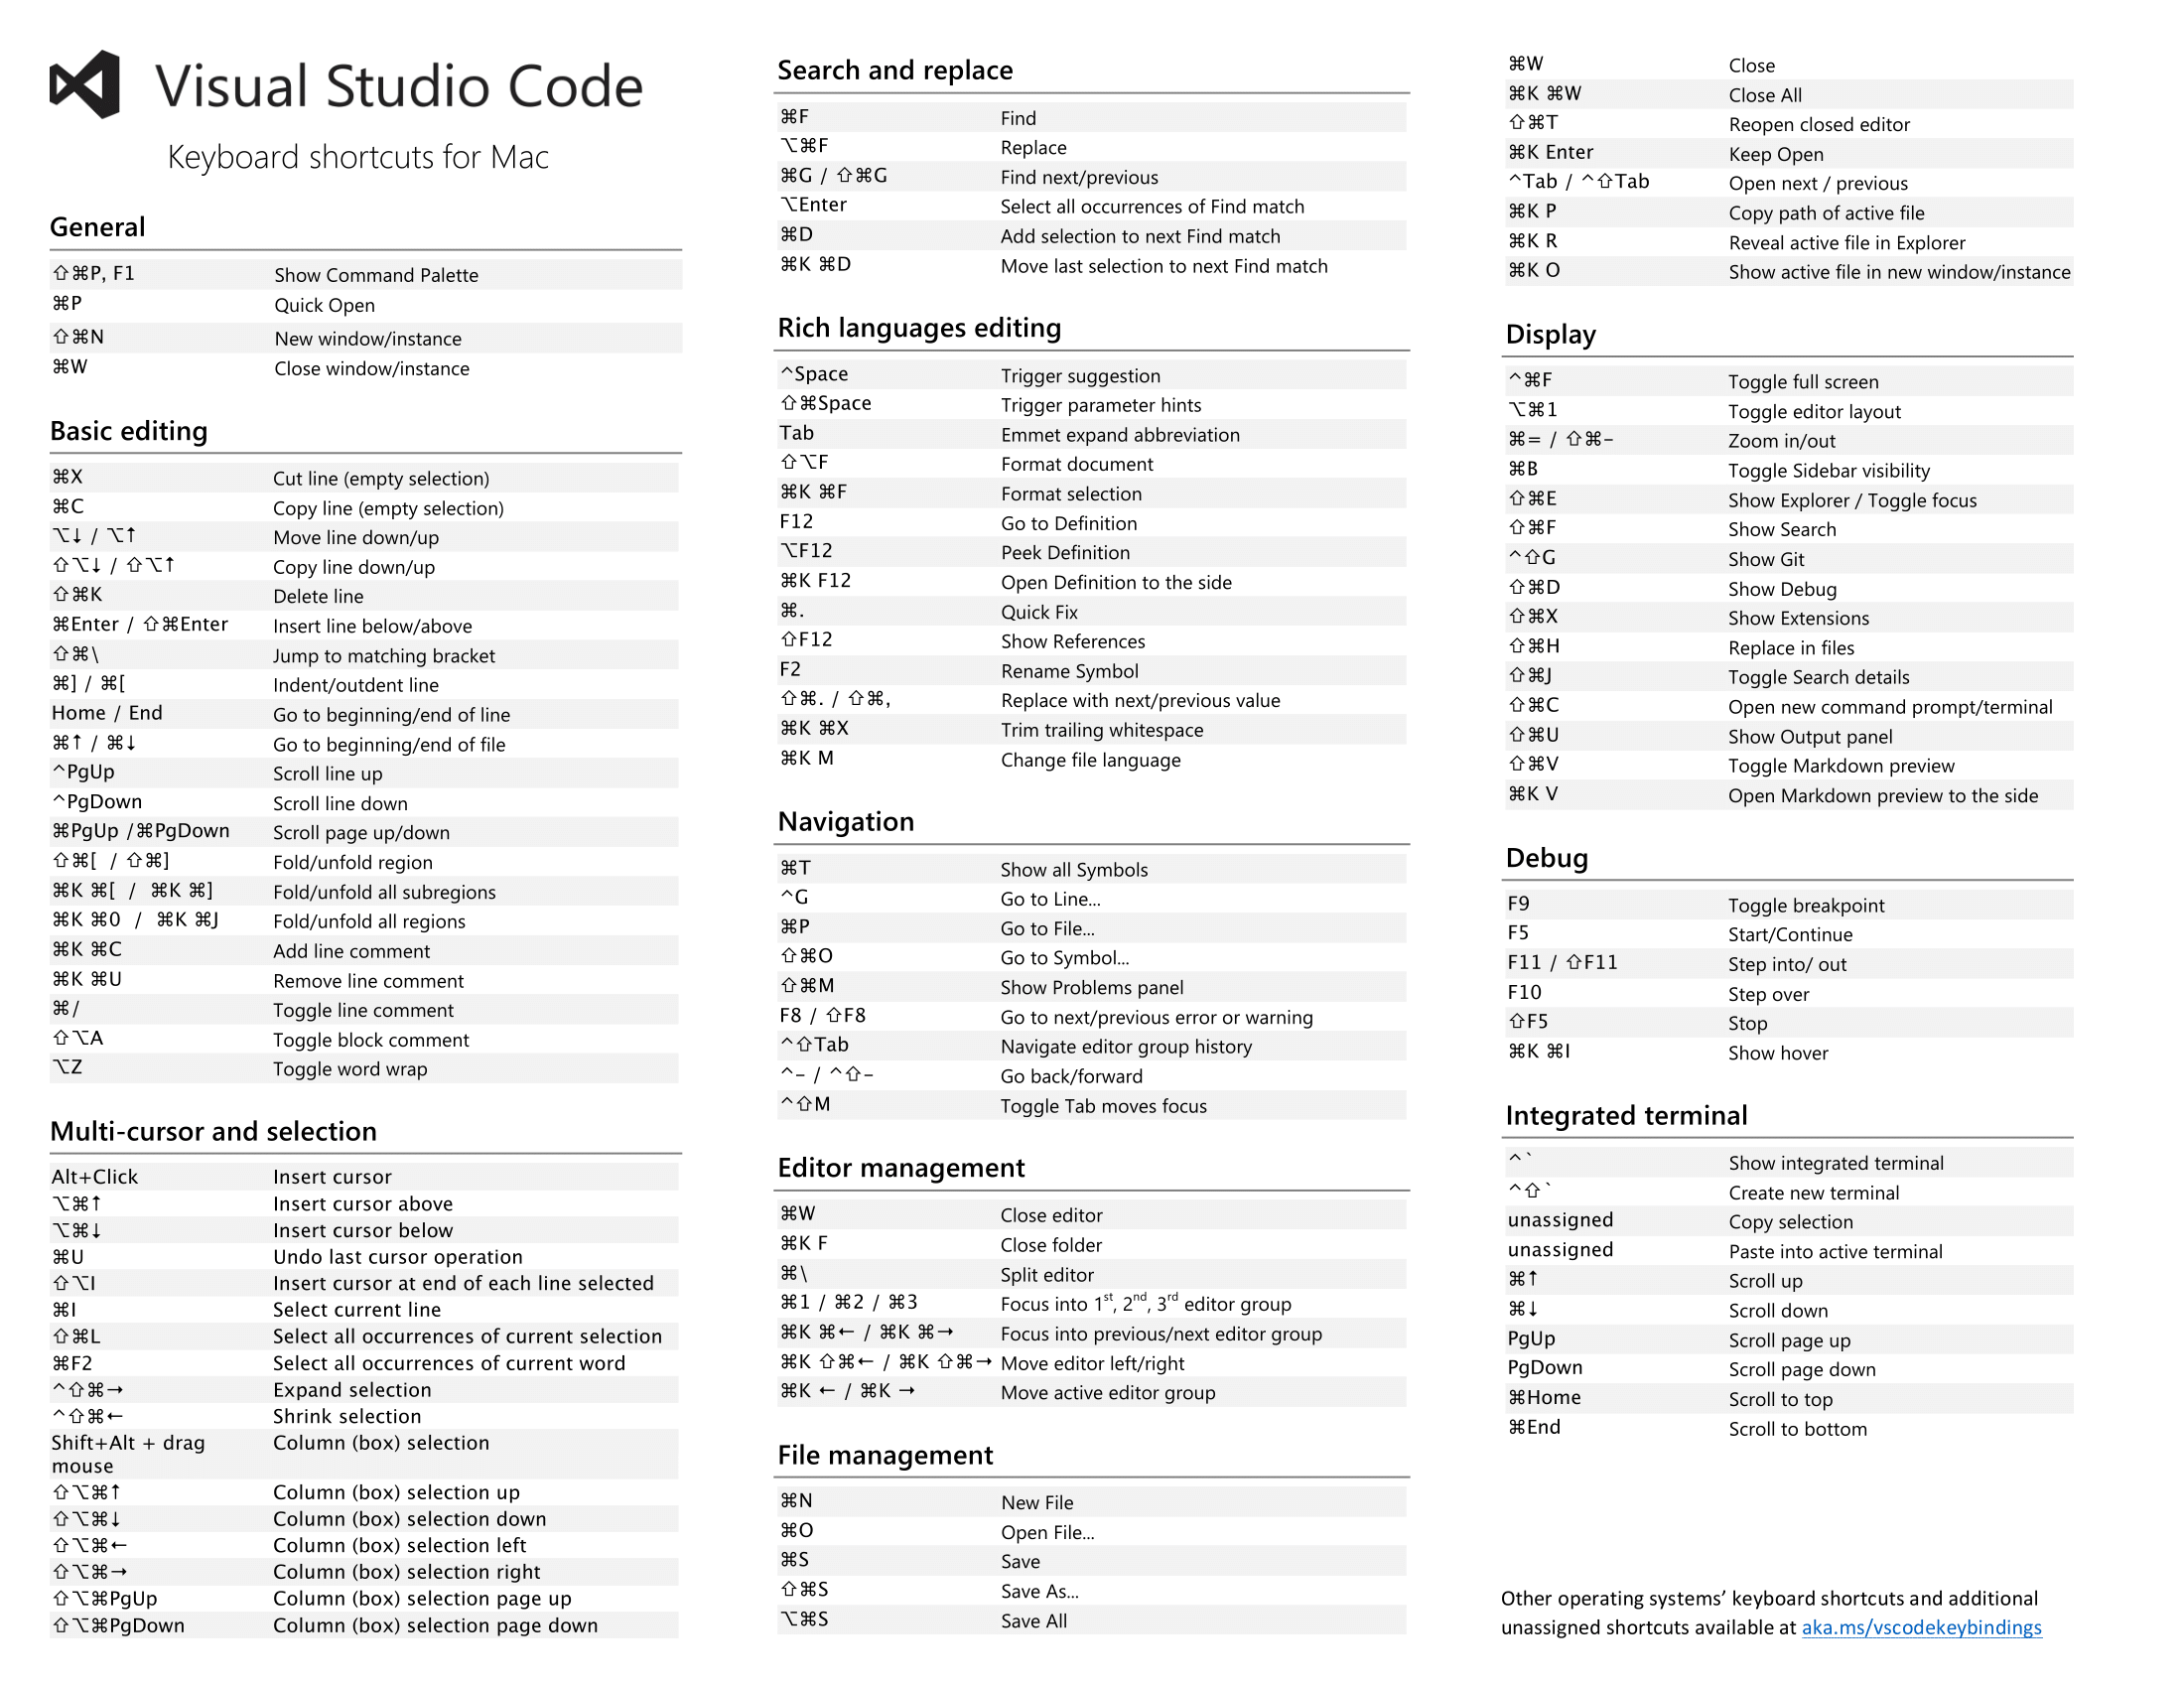 Visual Studio Code
Keyboard shortcuts for Mac
General
⇧⌘P, F1 Show Command Palette
⌘P Quick Open
⇧⌘N New window/instance
⌘W Close window/instance
Basic editing
⌘X Cut line (empty selection)
⌘C Copy line (empty selection)
⌥↓ / ⌥↑ Move line down/up
⇧⌥↓ / ⇧⌥↑ Copy line down/up
⇧⌘K Delete line
⌘Enter / ⇧⌘Enter Insert line below/above
⇧⌘\ Jump to matching bracket
⌘] / ⌘[ Indent/outdent line
Home / End Go to beginning/end of line
⌘↑ / ⌘↓ Go to beginning/end of file
^PgUp Scroll line up
^PgDown Scroll line down
⌘PgUp /⌘PgDown Scroll page up/down
⇧⌘[ / ⇧⌘] Fold/unfold region
⌘K ⌘[ / ⌘K ⌘] Fold/unfold all subregions
⌘K ⌘0 / ⌘K ⌘J Fold/unfold all regions
⌘K ⌘C Add line comment
⌘K ⌘U Remove line comment
⌘/ Toggle line comment
⇧⌥A Toggle block comment
⌥Z Toggle word wrap
Multi-cursor and selection
Alt+Click Insert cursor
⌥⌘↑ Insert cursor above
⌥⌘↓ Insert cursor below
⌘U Undo last cursor operation
⇧⌥I Insert cursor at end of each line selected
⌘I Select current line
⇧⌘L Select all occurrences of current selection
⌘F2 Select all occurrences of current word
^⇧⌘→ Expand selection
^⇧⌘← Shrink selection
Shift+Alt + drag Column (box) selection
mouse
⇧⌥⌘↑ Column (box) selection up
⇧⌥⌘↓ Column (box) selection down
⇧⌥⌘← Column (box) selection left
⇧⌥⌘→ Column (box) selection right
⇧⌥⌘PgUp Column (box) selection page up
⇧⌥⌘PgDown Column (box) selection page down
Search and replace
⌘F Find
⌥⌘F Replace
⌘G / ⇧⌘G Find next/previous
⌥Enter Select all occurrences of Find match
⌘D Add selection to next Find match
⌘K ⌘D Move last selection to next Find match
Rich languages editing
^Space Trigger suggestion
⇧⌘Space Trigger parameter hints
Tab Emmet expand abbreviation
⇧⌥F Format document
⌘K ⌘F Format selection
F12 Go to Definition
⌥F12 Peek Definition
⌘K F12 Open Definition to the side
⌘. Quick Fix
⇧F12 Show References
F2 Rename Symbol
⇧⌘. / ⇧⌘, Replace with next/previous value
⌘K ⌘X Trim trailing whitespace
⌘K M Change file language
Navigation
⌘T Show all Symbols
^G Go to Line...
⌘P Go to File...
⇧⌘O Go to Symbol...
⇧⌘M Show Problems panel
F8 / ⇧F8 Go to next/previous error or warning
^⇧Tab Navigate editor group history
^– / ^⇧– Go back/forward
^⇧M Toggle Tab moves focus
Editor management
⌘W Close editor
⌘K F Close folder
⌘\ Split editor
⌘1 / ⌘2 / ⌘3 Focus into 1st, 2nd, 3rd editor group
⌘K ⌘← / ⌘K ⌘→ Focus into previous/next editor group
⌘K ⇧⌘← / ⌘K ⇧⌘→ Move editor left/right
⌘K ← / ⌘K → Move active editor group
File management
⌘N New File
⌘O Open File...
⌘S Save
⇧⌘S Save As...
⌥⌘S Save All
⌘W Close
⌘K ⌘W Close All
⇧⌘T Reopen closed editor
⌘K Enter Keep Open
^Tab / ^⇧Tab Open next / previous
⌘K P Copy path of active file
⌘K R Reveal active file in Explorer
⌘K O Show active file in new window/instance
Display
^⌘F Toggle full screen
⌥⌘1 Toggle editor layout
⌘= / ⇧⌘– Zoom in/out
⌘B Toggle Sidebar visibility
⇧⌘E Show Explorer / Toggle focus
⇧⌘F Show Search
^⇧G Show Git
⇧⌘D Show Debug
⇧⌘X Show Extensions
⇧⌘H Replace in files
⇧⌘J Toggle Search details
⇧⌘C Open new command prompt/terminal
⇧⌘U Show Output panel
⇧⌘V Toggle Markdown preview
⌘K V Open Markdown preview to the side
Debug
F9 Toggle breakpoint
F5 Start/Continue
F11 / ⇧F11 Step into/ out
F10 Step over
⇧F5 Stop
⌘K ⌘I Show hover
Integrated terminal
^` Show integrated terminal
^⇧` Create new terminal
unassigned Copy selection
unassigned Paste into active terminal
⌘↑ Scroll up
⌘↓ Scroll down
PgUp Scroll page up
PgDown Scroll page down
⌘Home Scroll to top
⌘End Scroll to bottom
Other operating systems’ keyboard shortcuts and additional
unassigned shortcuts available at aka.ms/vscodekeybindings